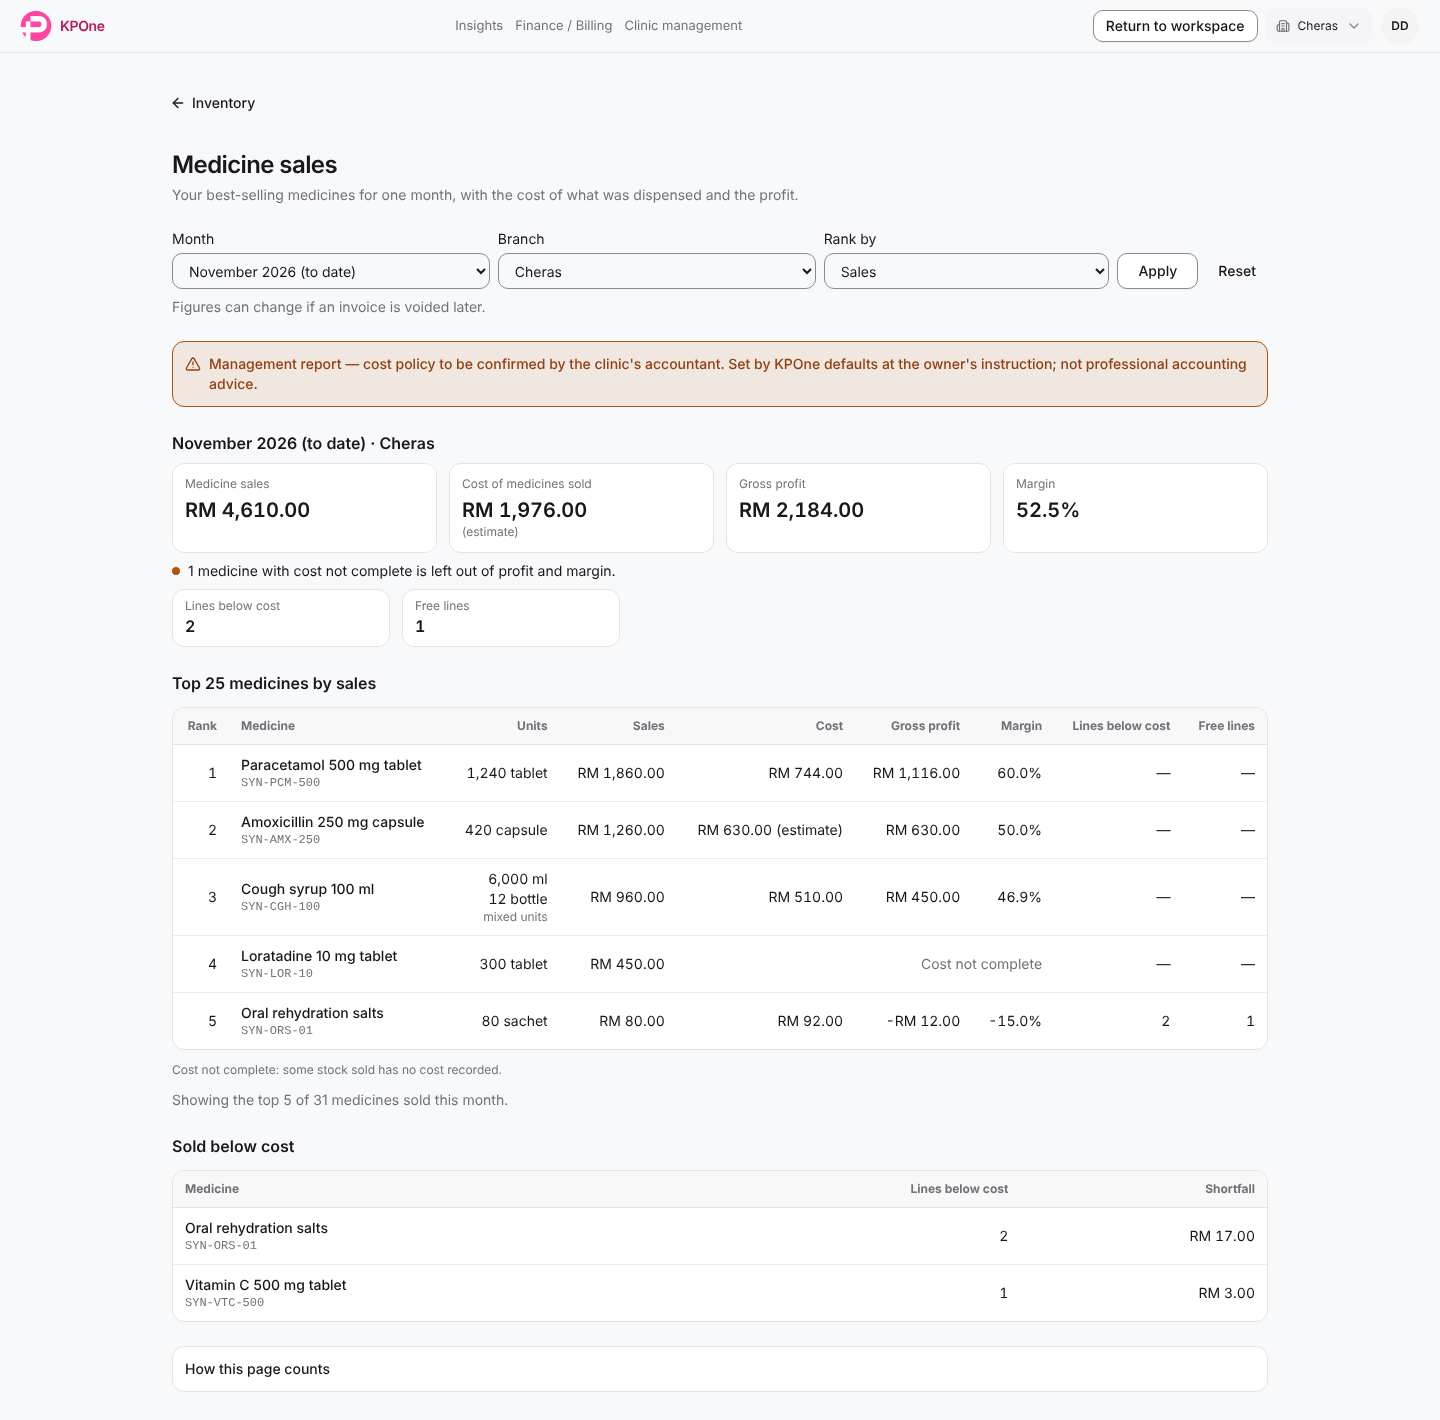 KPOne
Insights
Finance / Billing
Clinic management
Return to workspace
Cheras
DD
Inventory
Medicine sales
Your best-selling medicines for one month, with the cost of what was dispensed and the profit.
Month
Branch
Rank by
November 2026 (to date)
Cheras
Sales
Apply
Reset
Figures can change if an invoice is voided later.
Management report — cost policy to be confirmed by the clinic's accountant. Set by KPOne defaults at the owner's instruction; not professional accounting
advice.
November 2026 (to date) · Cheras
Medicine sales
RM 4,610.00
Cost of medicines sold
RM 1,976.00
(estimate)
Gross profit
RM 2,184.00
Margin
52.5%
1 medicine with cost not complete is left out of profit and margin.
Lines below cost
2
Free lines
1
Top 25 medicines by sales
Rank Medicine Units Sales Cost Gross profit Margin Lines below cost Free lines
1 Paracetamol 500 mg tablet 1,240 tablet RM 1,860.00 RM 744.00 RM 1,116.00 60.0% — —
SYN-PCM-500
2 Amoxicillin 250 mg capsule 420 capsule RM 1,260.00 RM 630.00 (estimate) RM 630.00 50.0% — —
SYN-AMX-250
3 Cough syrup 100 ml 6,000 ml RM 960.00 RM 510.00 RM 450.00 46.9% — —
SYN-CGH-100 12 bottle
mixed units
4 Loratadine 10 mg tablet 300 tablet RM 450.00 Cost not complete — —
SYN-LOR-10
5 Oral rehydration salts 80 sachet RM 80.00 RM 92.00 -RM 12.00 -15.0% 2 1
SYN-ORS-01
Cost not complete: some stock sold has no cost recorded.
Showing the top 5 of 31 medicines sold this month.
Sold below cost
Medicine Lines below cost Shortfall
Oral rehydration salts 2 RM 17.00
SYN-ORS-01
Vitamin C 500 mg tablet 1 RM 3.00
SYN-VTC-500
How this page counts